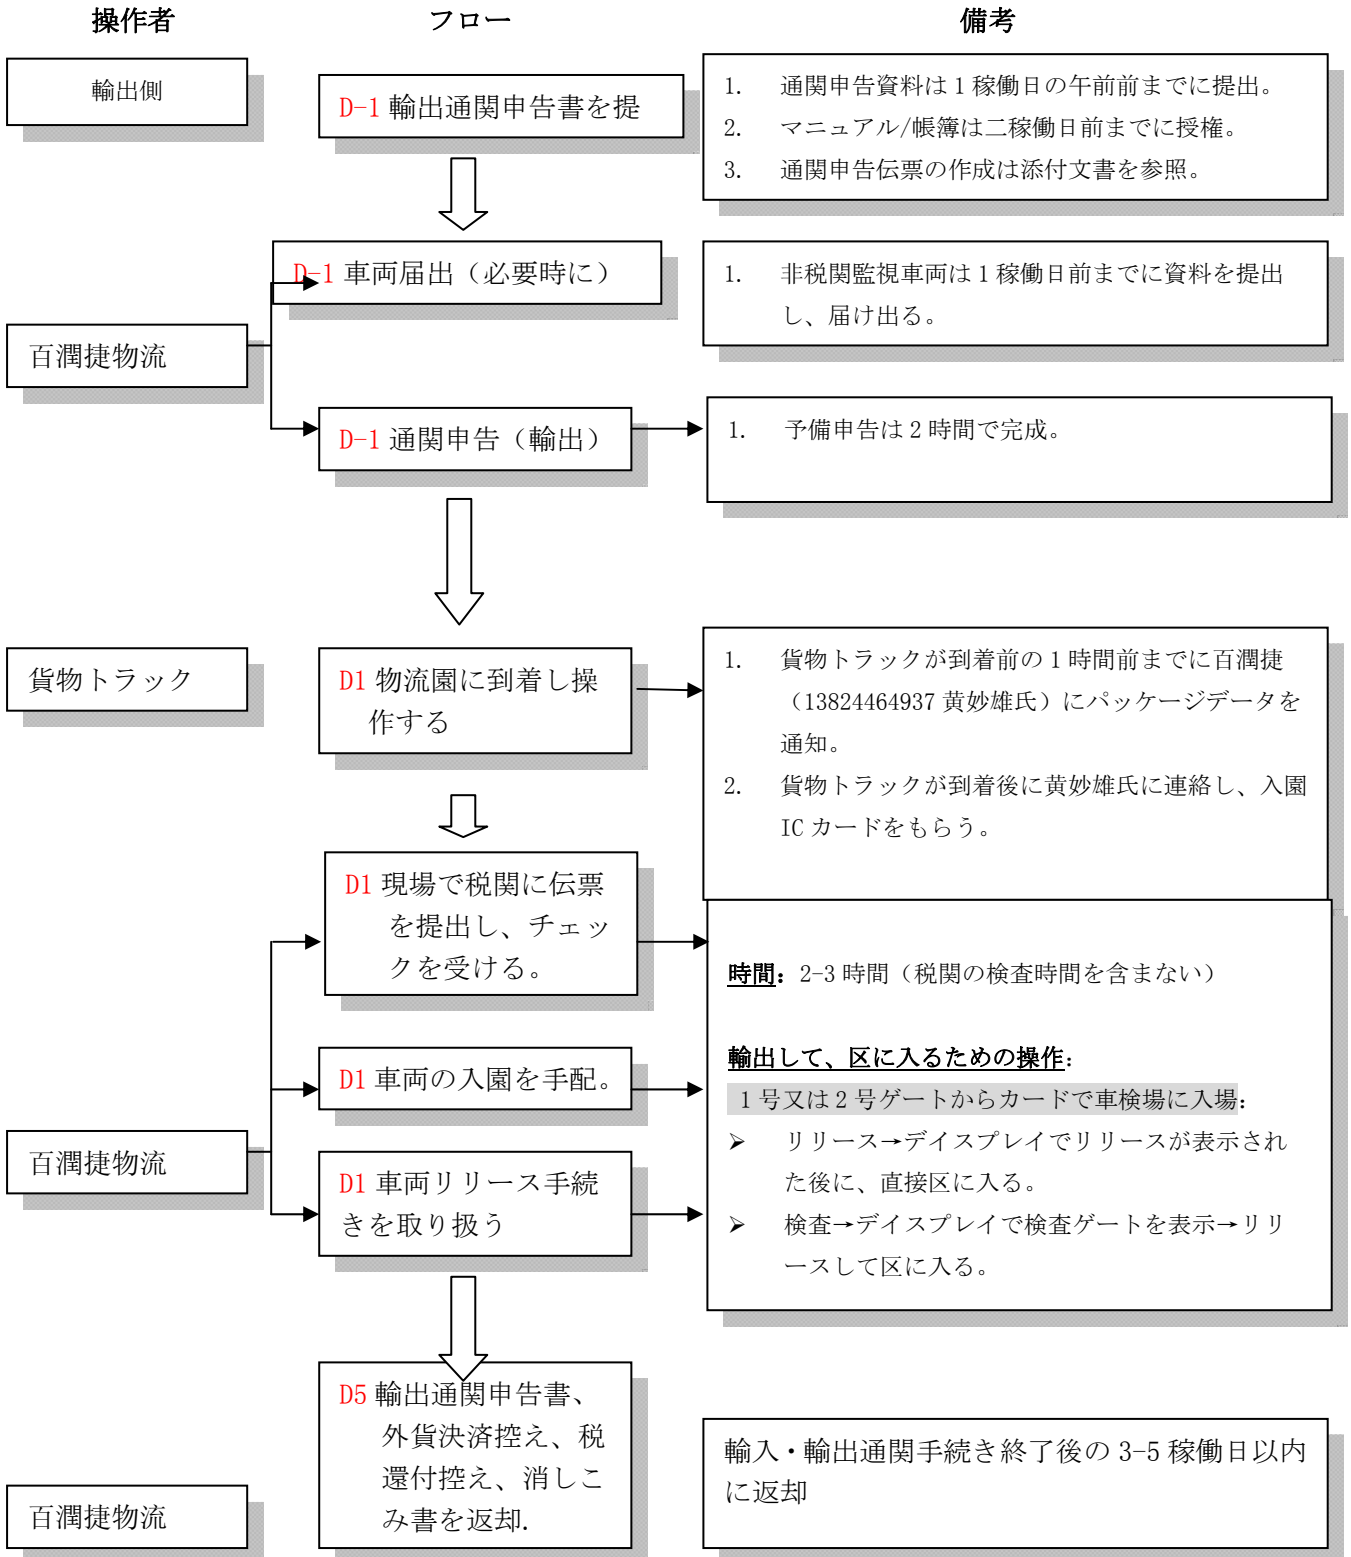 操作者
フロー
備考
輸出側
D-1 輸出通関申告書を提
1. 通関申告資料は1稼働日の午前前までに提出。
2. マニュアル/帳簿は二稼働日前までに授権。
3. 通関申告伝票の作成は添付文書を参照。
D-1 車両届出（必要時に）
1. 非税関監視車両は1稼働日前までに資料を提出
し、届け出る。
百潤捷物流
D-1 通関申告（輸出）
1. 予備申告は2時間で完成。
貨物トラック
D1 物流園に到着し操
作する
1. 貨物トラックが到着前の1時間前までに百潤捷
（13824464937 黄妙雄氏）にパッケージデータを
通知。
2. 貨物トラックが到着後に黄妙雄氏に連絡し、入園
ICカードをもらう。
D1 現場で税関に伝票
を提出し、チェッ
クを受ける。
D1 車両の入園を手配。
百潤捷物流
D1 車両リリース手続
きを取り扱う
時間：2-3時間（税関の検査時間を含まない）
輸出して、区に入るための操作：
1号又は2号ゲートからカードで車検場に入場：
➢ リリース→デイスプレイでリリースが表示され
た後に、直接区に入る。
➢ 検査→デイスプレイで検査ゲートを表示→リリ
ースして区に入る。
D5 輸出通関申告書、
外貨決済控え、税
還付控え、消しこ
み書を返却.
百潤捷物流
輸入・輸出通関手続き終了後の3-5稼働日以内
に返却